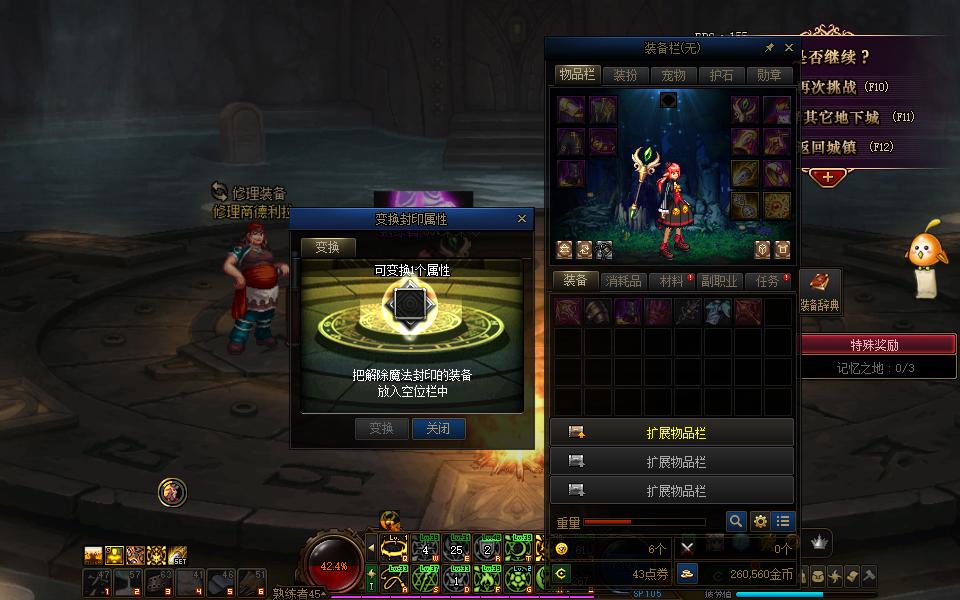 装备栏(无)
物品栏
装扮
宠物
护石
勋章
是否继续？
再次挑战 (F10)
其它地下城 (F11)
返回城镇 (F12)
修理装备
修理商德利拉
变换封印属性
变换
可变换1个属性
把解除魔法封印的装备
放入空位栏中
变换
关闭
装备
消耗品
材料
副职业
任务
装备辞典
特殊奖励
记忆之地：0/3
扩展物品栏
扩展物品栏
扩展物品栏
重量
6个
0个
43点券
260,560金币
42.4%
熟练者45
SP 105
疲劳值